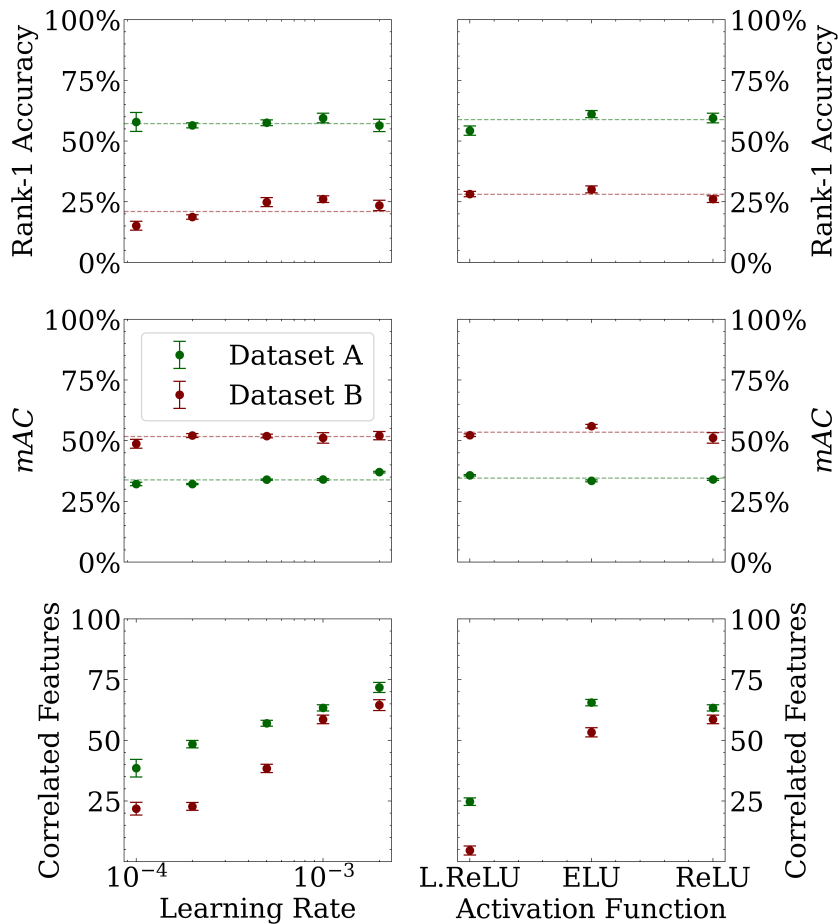 100%
75%
50%
25%
0%
Rank-1 Accuracy
100%
75%
50%
25%
0%
Rank-1 Accuracy
100%
75%
50%
25%
0%
mAC
Dataset A
Dataset B
100%
75%
50%
25%
0%
mAC
100
75
50
25
Correlated Features
10⁻⁴
10⁻³
Learning Rate
100
75
50
25
Correlated Features
L.ReLU
ELU
ReLU
Activation Function